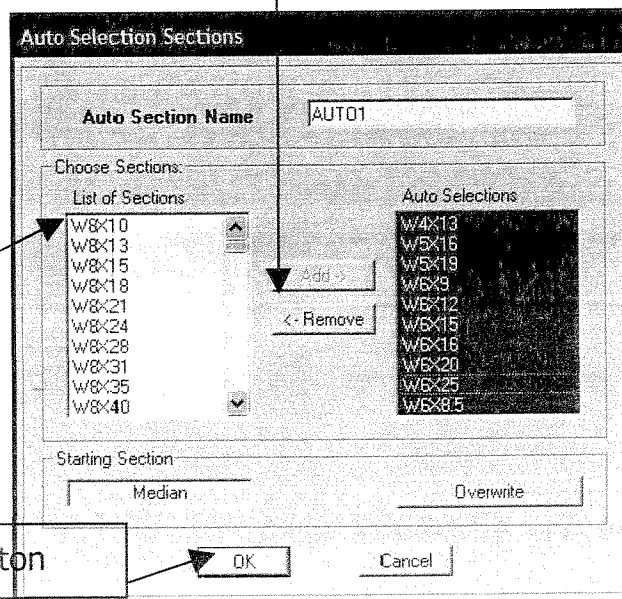 Auto Selection Sections
Auto Section Name
AUTO1
Choose Sections:
List of Sections
W8X10
W8X13
W8X15
W8X18
W8X21
W8X24
W8X28
W8X31
W8X35
W8X40
Add ->
<- Remove
Auto Selections
W4X13
W5X16
W5X19
W6X9
W6X12
W6X15
W6X16
W6X20
W6X25
W6X8.5
Starting Section
Median
Overwrite
ton
OK
Cancel